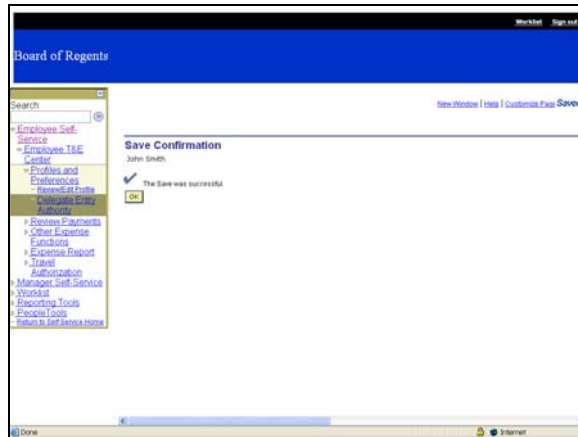 Worklist Sign out
Board of Regents
Search
New Window | Help | Customize Page Saved
Employee Self-
Service
Employee T&E
Center
Profiles and
Preferences
Review/Edit Profile
Delegate Entry
Authority
Review Payments
Other Expense
Functions
Expense Report
Travel
Authorization
Manager Self-Service
Worklist
Reporting Tools
PeopleTools
Return to Self Service Home
Save Confirmation
John Smith
The Save was successful.
OK
Done
Internet